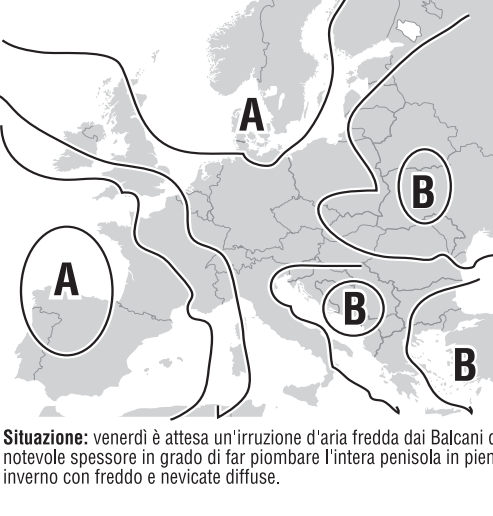 A
B
A
B
B
Situazione: venerdì è attesa un'irruzione d'aria fredda dai Balcani
notevole spessore in grado di far piombare l'intera penisola in
inverno con freddo e nevicate diffuse.